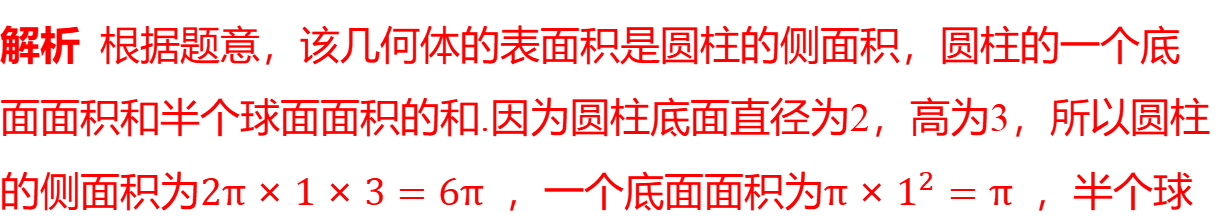 解析 根据题意，该几何体的表面积是圆柱的侧面积，圆柱的一个底
面面积和半个球面面积的和.因为圆柱底面直径为2，高为3，所以圆柱
的侧面积为2π × 1 × 3 = 6π ，一个底面面积为π × 1² = π ，半个球